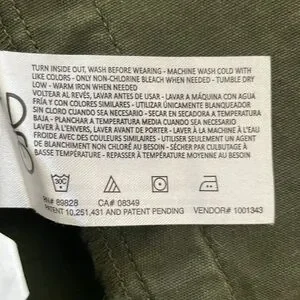 TURN INSIDE OUT, WASH BEFORE WEARING - MACHINE WASH COLD WITH
LIKE COLORS - ONLY NON-CHLORINE BLEACH WHEN NEEDED - TUMBLE DRY
LOW - WARM IRON WHEN NEEDED
VOLTEAR AL REVÉS, LAVAR ANTES DE USAR - LAVAR A MÁQUINA CON AGUA
FRÍA Y CON COLORES SIMILARES - UTILIZAR ÚNICAMENTE BLANQUEADOR
SIN CLORO CUANDO SEA NECESARIO - SECAR EN SECADORA A TEMPERATURA
BAJA - PLANCHAR A TEMPERATURA MEDIA CUANDO SEA NECESARIO
LAVER À L'ENVERS, LAVER AVANT DE PORTER - LAVER À LA MACHINE À L'EAU
FROIDE AVEC DES COULEURS SIMILAIRES - UTILISER SEULEMENT UN AGENT
DE BLANCHIMENT NON CHLORÉ AU BESOIN - SÉCHER PAR CULBUTAGE À
BASSE TEMPÉRATURE - REPASSER À TEMPÉRATURE MOYENNE AU BESOIN
RN# 89828 CA# 08349
PATENT 10,251,431 AND PATENT PENDING VENDOR# 1001343